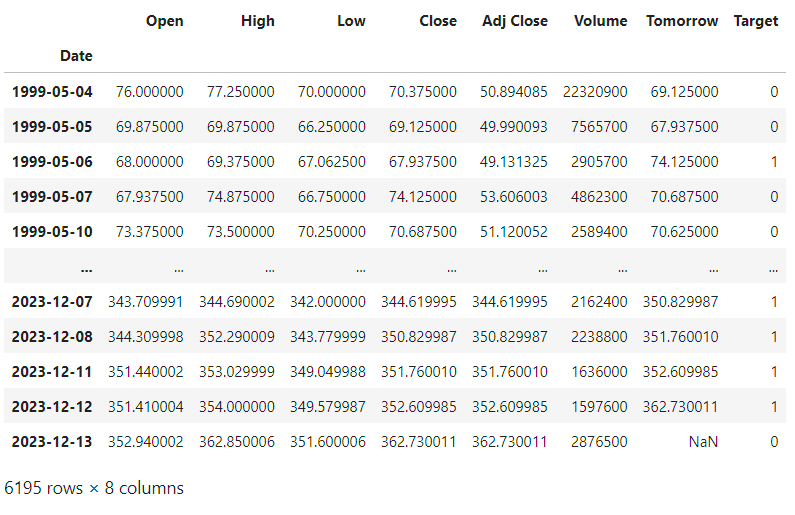 Open High Low Close Adj Close Volume Tomorrow Target
Date
1999-05-04 76.000000 77.250000 70.000000 70.375000 50.894085 22320900 69.125000 0
1999-05-05 69.875000 69.875000 66.250000 69.125000 49.990093 7565700 67.937500 0
1999-05-06 68.000000 69.375000 67.062500 67.937500 49.131325 2905700 74.125000 1
1999-05-07 67.937500 74.875000 66.750000 74.125000 53.606003 4862300 70.687500 0
1999-05-10 73.375000 73.500000 70.250000 70.687500 51.120052 2589400 70.625000 0
... ... ... ... ... ... ... ... ...
2023-12-07 343.709991 344.690002 342.000000 344.619995 344.619995 2162400 350.829987 1
2023-12-08 344.309998 352.290009 343.779999 350.829987 350.829987 2238800 351.760010 1
2023-12-11 351.440002 353.029999 349.049988 351.760010 351.760010 1636000 352.609985 1
2023-12-12 351.410004 354.000000 349.579987 352.609985 352.609985 1597600 362.730011 1
2023-12-13 352.940002 362.850006 351.600006 362.730011 362.730011 2876500 NaN 0
6195 rows × 8 columns